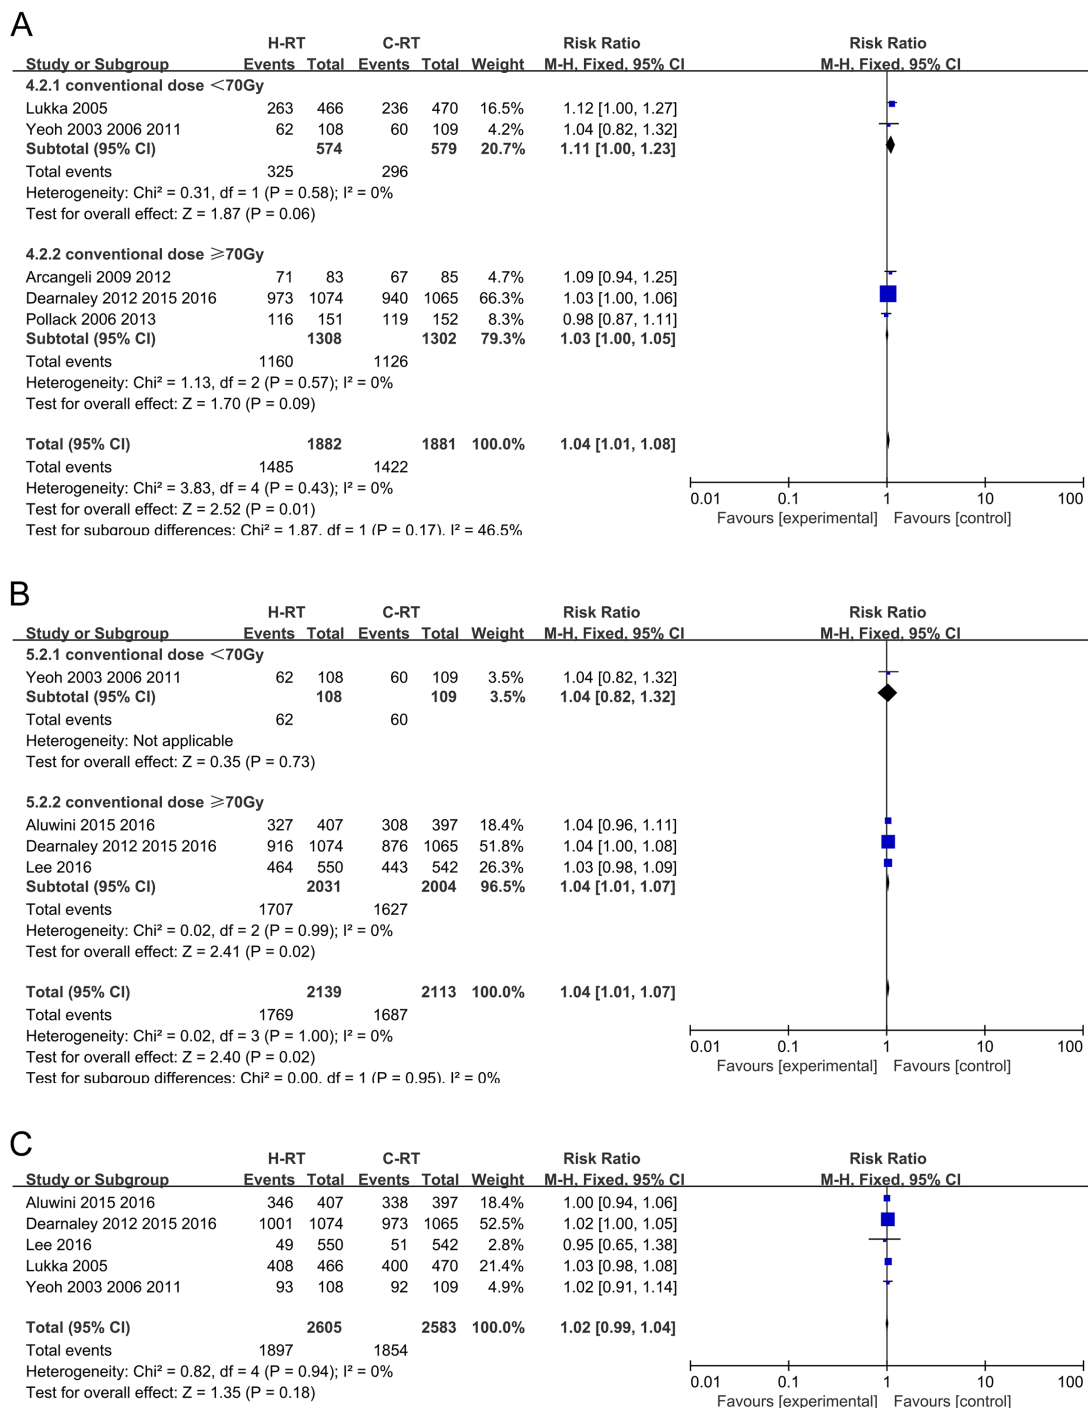 A
H-RT C-RT Risk Ratio Risk Ratio
Study or Subgroup Events Total Events Total Weight M-H, Fixed, 95% CI M-H, Fixed, 95% CI
4.2.1 conventional dose <70Gy
Lukka 2005 263 466 236 470 16.5% 1.12 [1.00, 1.27]
Yeoh 2003 2006 2011 62 108 60 109 4.2% 1.04 [0.82, 1.32]
Subtotal (95% CI) 574 579 20.7% 1.11 [1.00, 1.23]
Total events 325 296
Heterogeneity: Chi² = 0.31, df = 1 (P = 0.58); I² = 0%
Test for overall effect: Z = 1.87 (P = 0.06)
4.2.2 conventional dose ⩾70Gy
Arcangeli 2009 2012 71 83 67 85 4.7% 1.09 [0.94, 1.25]
Dearnaley 2012 2015 2016 973 1074 940 1065 66.3% 1.03 [1.00, 1.06]
Pollack 2006 2013 116 151 119 152 8.3% 0.98 [0.87, 1.11]
Subtotal (95% CI) 1308 1302 79.3% 1.03 [1.00, 1.05]
Total events 1160 1126
Heterogeneity: Chi² = 1.13, df = 2 (P = 0.57); I² = 0%
Test for overall effect: Z = 1.70 (P = 0.09)
Total (95% CI) 1882 1881 100.0% 1.04 [1.01, 1.08]
Total events 1485 1422
Heterogeneity: Chi² = 3.83, df = 4 (P = 0.43); I² = 0%
Test for overall effect: Z = 2.52 (P = 0.01)
Test for subgroup differences: Chi² = 1.87, df = 1 (P = 0.17), I² = 46.5%
0.01 0.1 1 10 100
Favours [experimental] Favours [control]
B
H-RT C-RT Risk Ratio Risk Ratio
Study or Subgroup Events Total Events Total Weight M-H, Fixed, 95% CI M-H, Fixed, 95% CI
5.2.1 conventional dose <70Gy
Yeoh 2003 2006 2011 62 108 60 109 3.5% 1.04 [0.82, 1.32]
Subtotal (95% CI) 108 109 3.5% 1.04 [0.82, 1.32]
Total events 62 60
Heterogeneity: Not applicable
Test for overall effect: Z = 0.35 (P = 0.73)
5.2.2 conventional dose ⩾70Gy
Aluwini 2015 2016 327 407 308 397 18.4% 1.04 [0.96, 1.11]
Dearnaley 2012 2015 2016 916 1074 876 1065 51.8% 1.04 [1.00, 1.08]
Lee 2016 464 550 443 542 26.3% 1.03 [0.98, 1.09]
Subtotal (95% CI) 2031 2004 96.5% 1.04 [1.01, 1.07]
Total events 1707 1627
Heterogeneity: Chi² = 0.02, df = 2 (P = 0.99); I² = 0%
Test for overall effect: Z = 2.41 (P = 0.02)
Total (95% CI) 2139 2113 100.0% 1.04 [1.01, 1.07]
Total events 1769 1687
Heterogeneity: Chi² = 0.02, df = 3 (P = 1.00); I² = 0%
Test for overall effect: Z = 2.40 (P = 0.02)
Test for subgroup differences: Chi² = 0.00, df = 1 (P = 0.95), I² = 0%
0.01 0.1 1 10 100
Favours [experimental] Favours [control]
C
H-RT C-RT Risk Ratio Risk Ratio
Study or Subgroup Events Total Events Total Weight M-H, Fixed, 95% CI M-H, Fixed, 95% CI
Aluwini 2015 2016 346 407 338 397 18.4% 1.00 [0.94, 1.06]
Dearnaley 2012 2015 2016 1001 1074 973 1065 52.5% 1.02 [1.00, 1.05]
Lee 2016 49 550 51 542 2.8% 0.95 [0.65, 1.38]
Lukka 2005 408 466 400 470 21.4% 1.03 [0.98, 1.08]
Yeoh 2003 2006 2011 93 108 92 109 4.9% 1.02 [0.91, 1.14]
Total (95% CI) 2605 2583 100.0% 1.02 [0.99, 1.04]
Total events 1897 1854
Heterogeneity: Chi² = 0.82, df = 4 (P = 0.94); I² = 0%
Test for overall effect: Z = 1.35 (P = 0.18)
0.01 0.1 1 10 100
Favours [experimental] Favours [control]